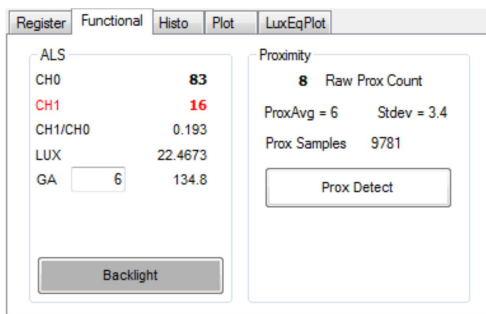 Register Functional Histo Plot LuxEqPlot
ALS
CH0 83
CH1 16
CH1/CH0 0.193
LUX 22.4673
GA 6 134.8
Backlight
Proximity
8 Raw Prox Count
ProxAvg = 6 Stdev = 3.4
Prox Samples 9781
Prox Detect